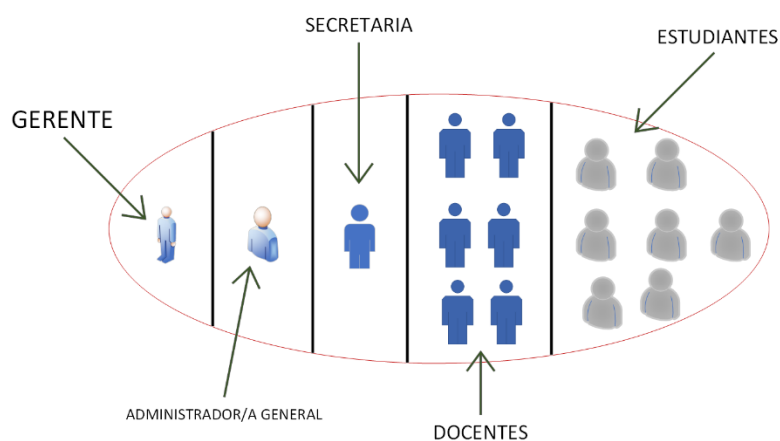 SECRETARIA
ESTUDIANTES
GERENTE
ADMINISTRADOR/A GENERAL
DOCENTES